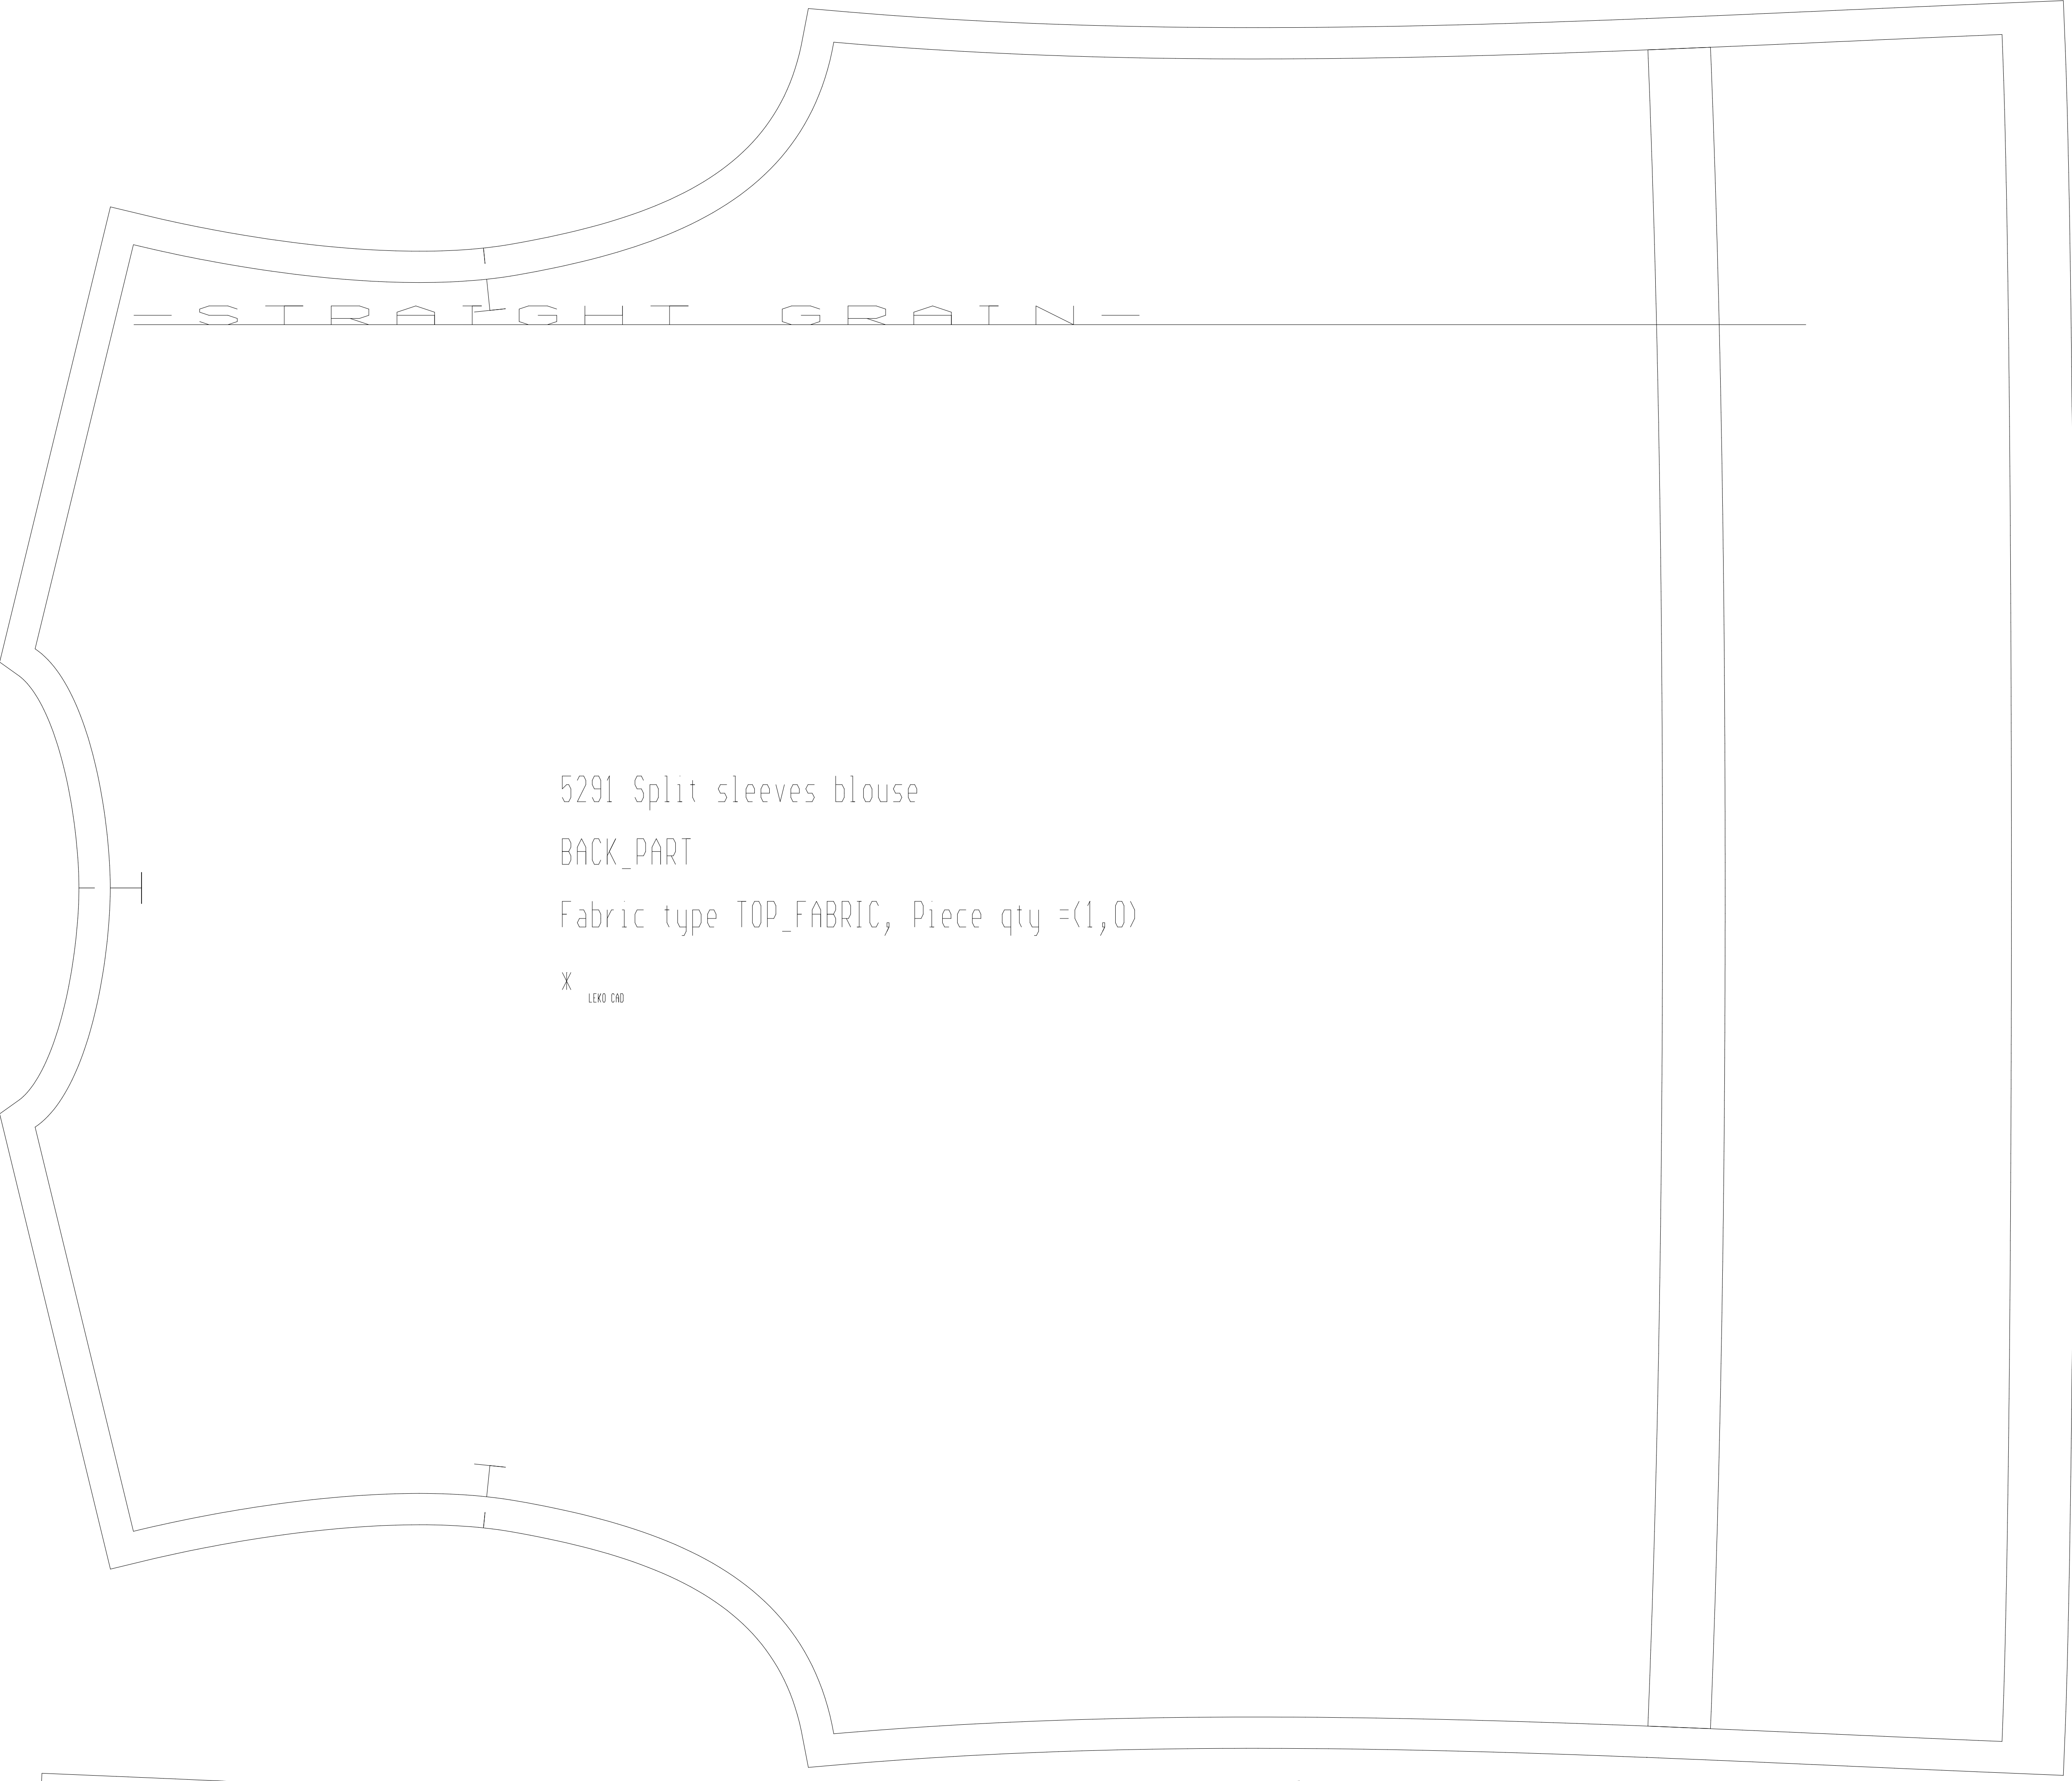 -STRAIGHT GRAIN-
5291 Split sleeves blouse
BACK_PART
Fabric type TOP_FABRIC, Piece qty =(1,0)
*
LEKO CAD